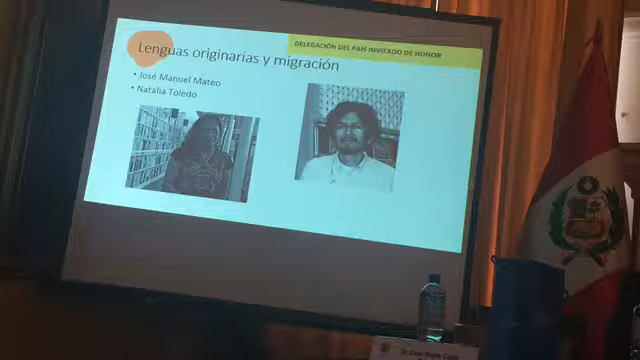 DELEGACIÓN DEL PAÍS INVITADO DE HONOR
Lenguas originarias y migración
• José Manuel Mateo
• Natalia Toledo